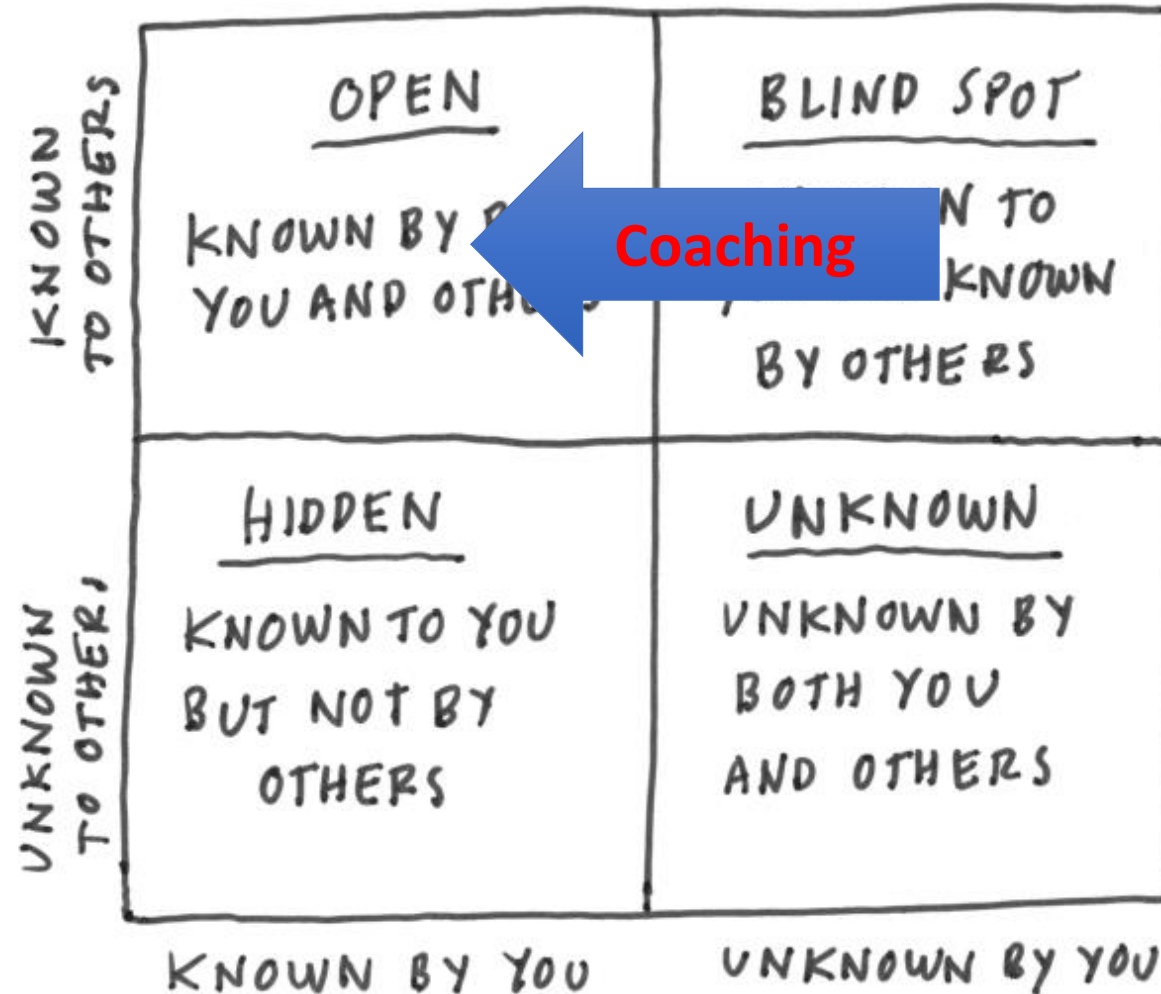 KNOWN
TO OTHERS
OPEN
KNOWN BY
YOU AND
BLIND SPOT
TO
KNOWN
BY OTHERS
Coaching
UNKNOWN
TO OTHERS
HIDDEN
KNOWN TO YOU
BUT NOT BY
OTHERS
UNKNOWN
UNKNOWN BY
BOTH YOU
AND OTHERS
KNOWN BY YOU
UNKNOWN BY YOU